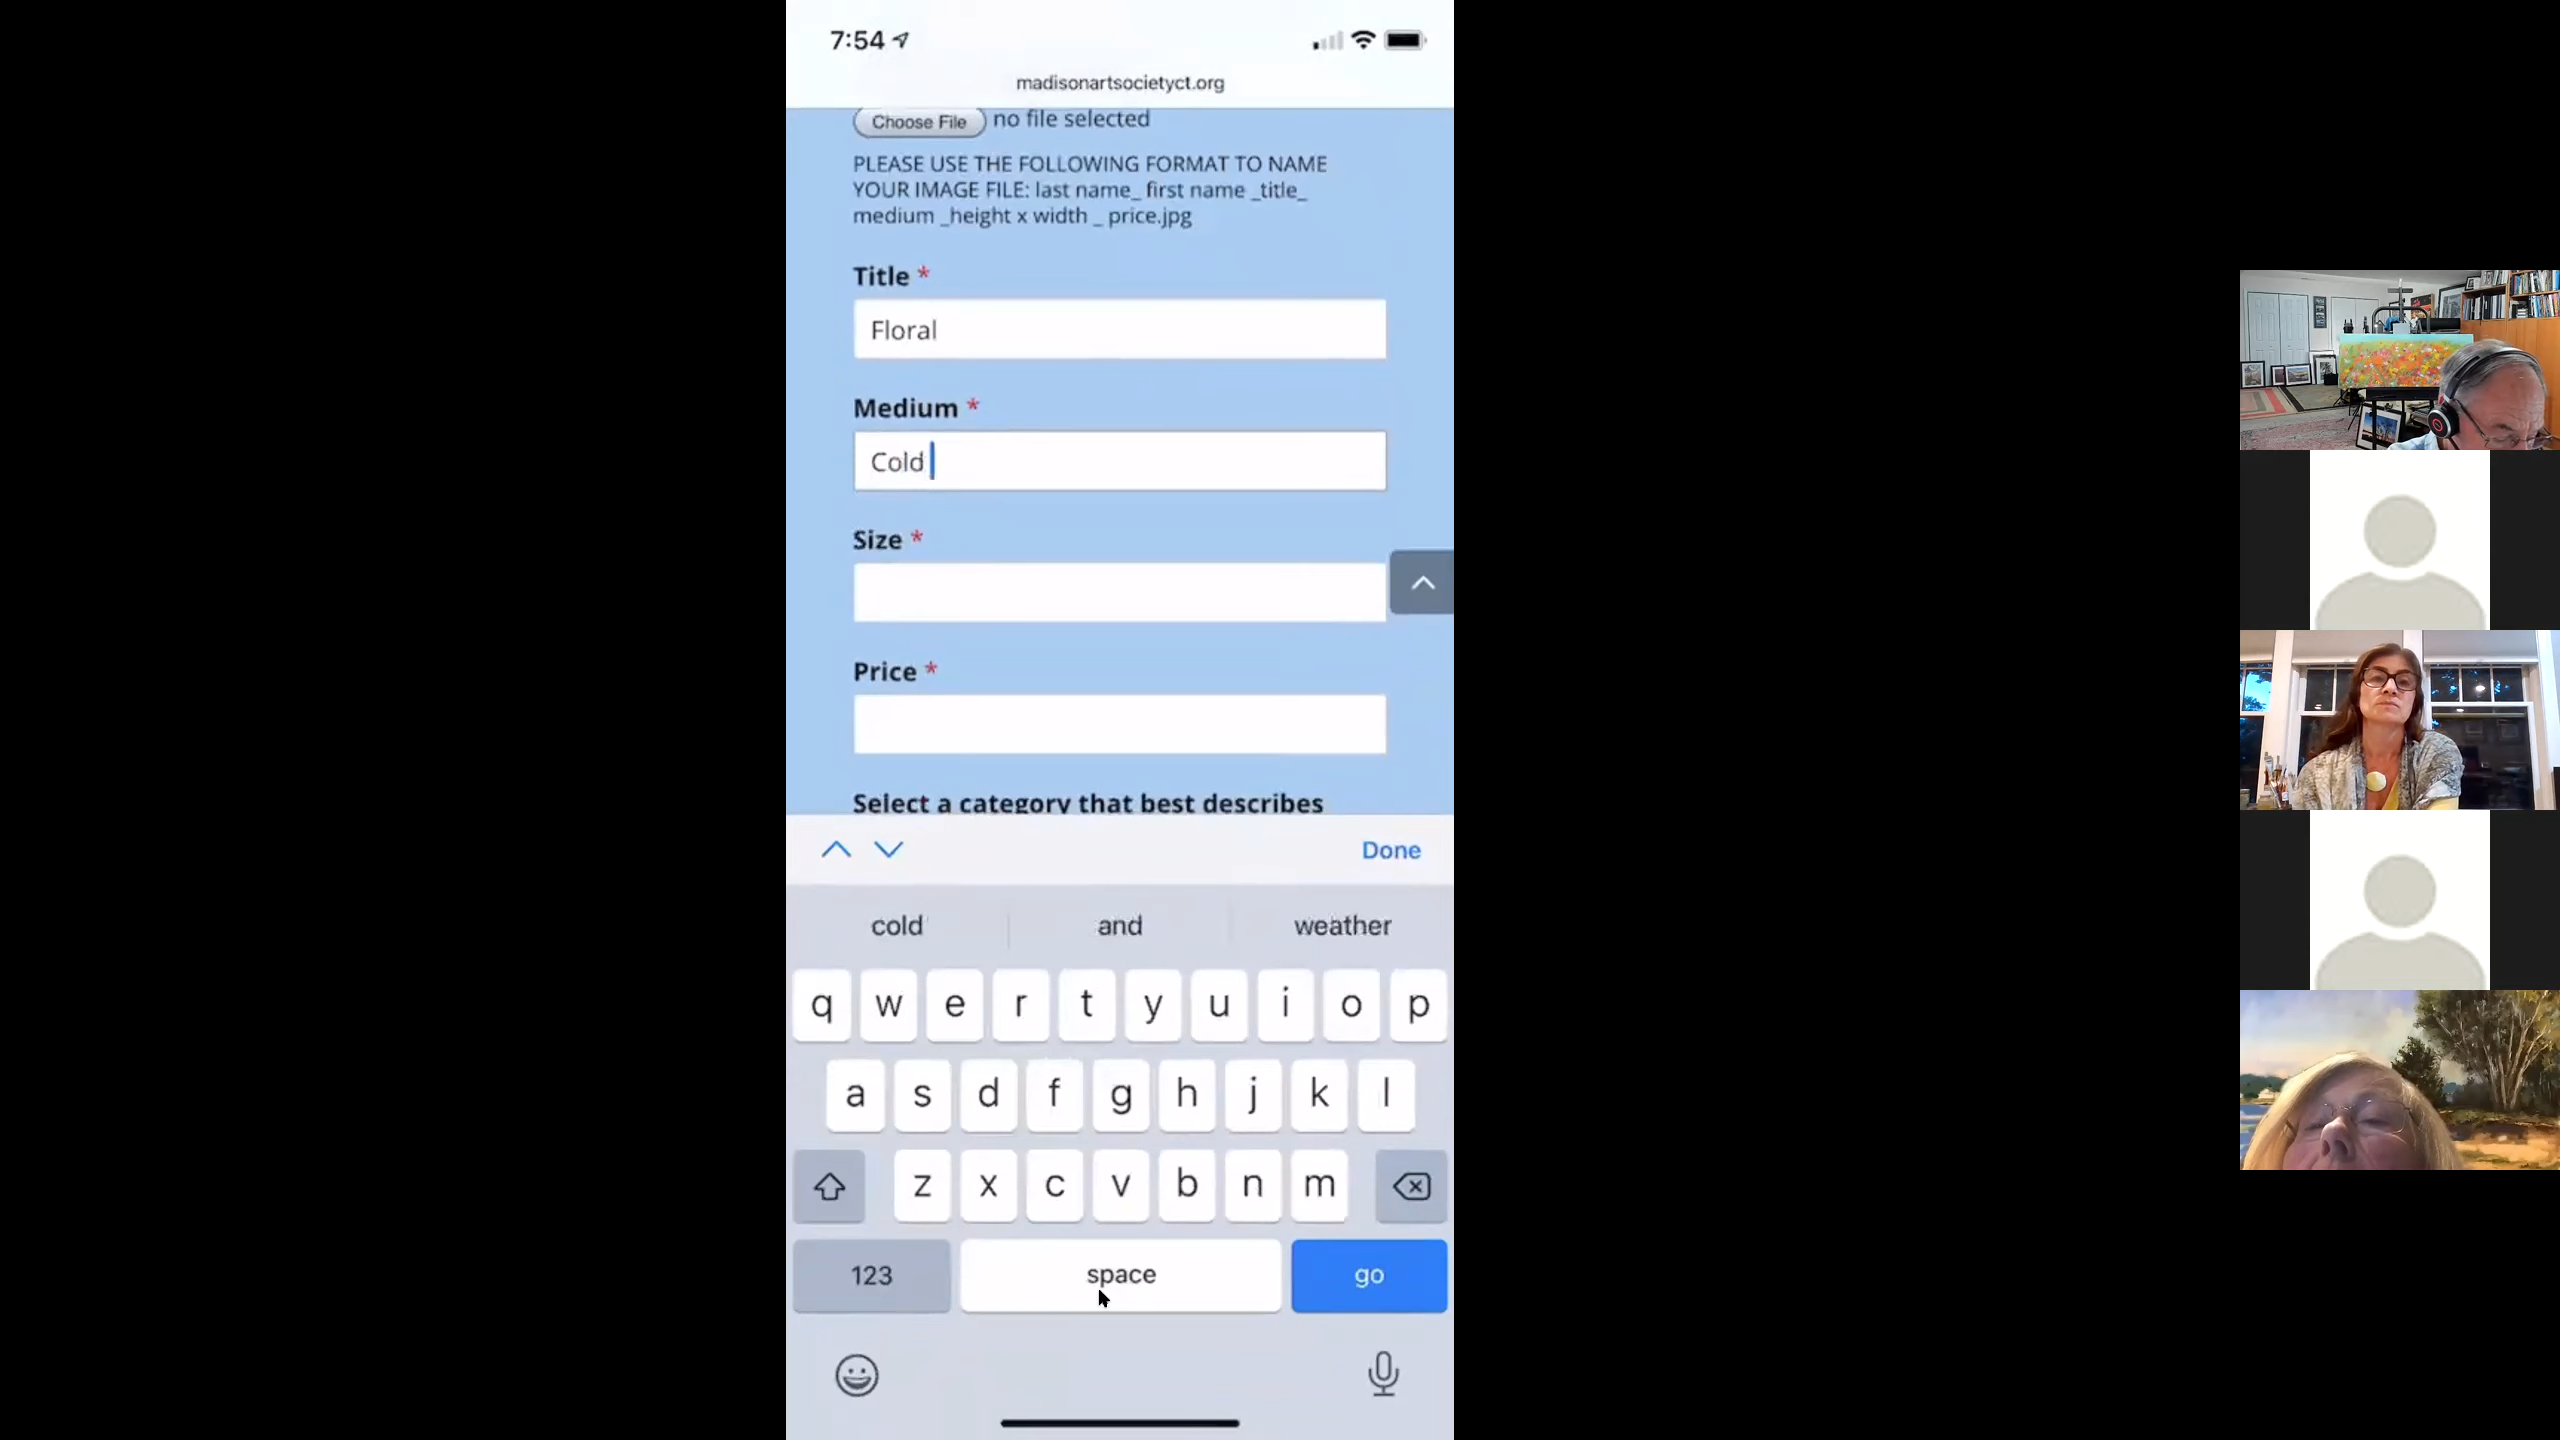 7:54
madisonartsocietyct.org
Choose File no file selected
PLEASE USE THE FOLLOWING FORMAT TO NAME
YOUR IMAGE FILE: last name_ first name _title_
medium _height x width _ price.jpg
Title *
Floral
Medium *
Cold
Size *
Price *
Select a category that best describes
Done
cold and weather
q w e r t y u i o p
a s d f g h j k l
z x c v b n m
123 space go